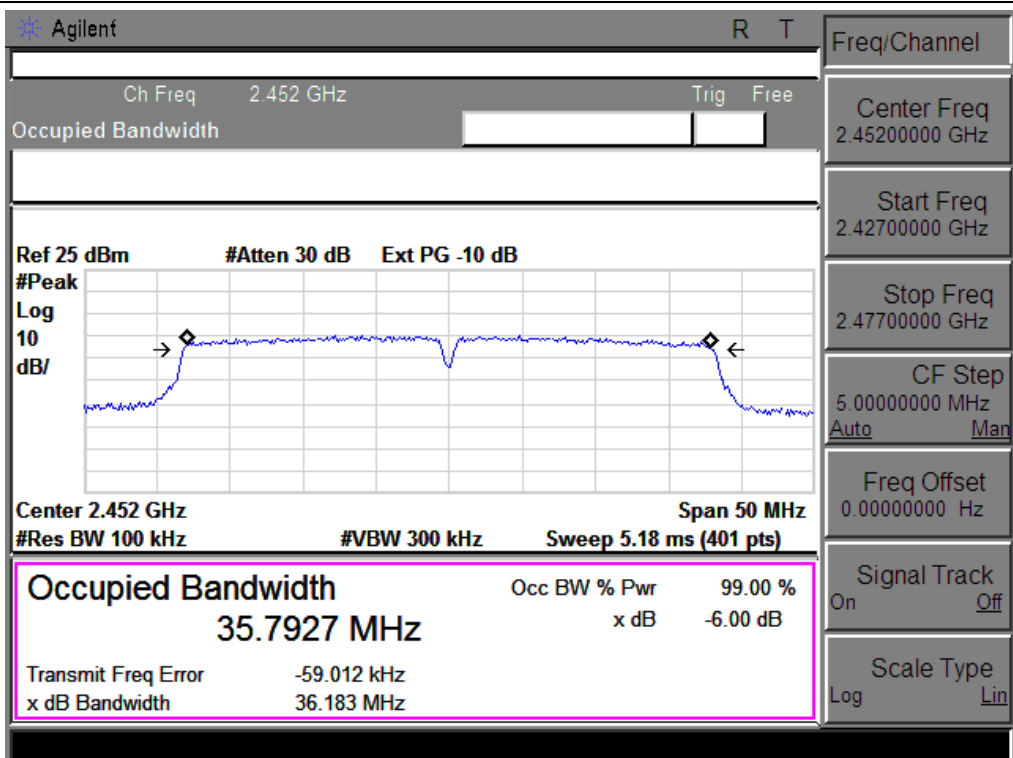 Agilent R T
Ch Freq 2.452 GHz Trig Free
Occupied Bandwidth
Ref 25 dBm #Atten 30 dB Ext PG -10 dB
#Peak
Log
10
dB/
Center 2.452 GHz Span 50 MHz
#Res BW 100 kHz #VBW 300 kHz Sweep 5.18 ms (401 pts)
Occupied Bandwidth Occ BW % Pwr 99.00 %
35.7927 MHz x dB -6.00 dB
Transmit Freq Error -59.012 kHz
x dB Bandwidth 36.183 MHz
Freq/Channel
Center Freq
2.45200000 GHz
Start Freq
2.42700000 GHz
Stop Freq
2.47700000 GHz
CF Step
5.00000000 MHz
Auto Man
Freq Offset
0.00000000 Hz
Signal Track
On Off
Scale Type
Log Lin